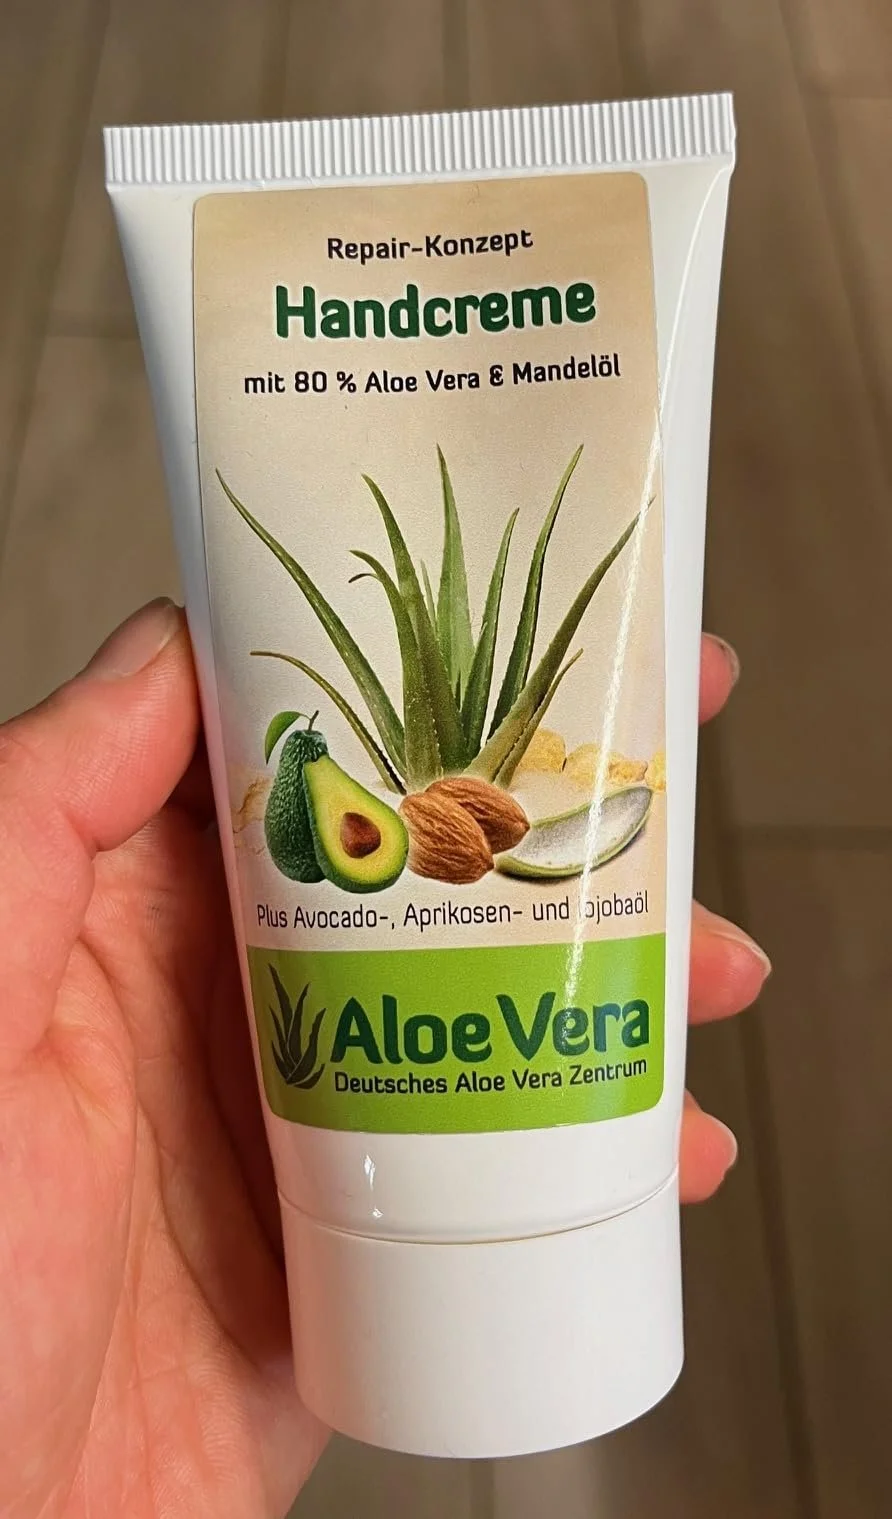 Repair-Konzept
Handcreme
mit 80 % Aloe Vera & Mandelöl
Plus Avocado-, Aprikosen- und Jojobaöl
Aloe Vera
Deutsches Aloe Vera Zentrum